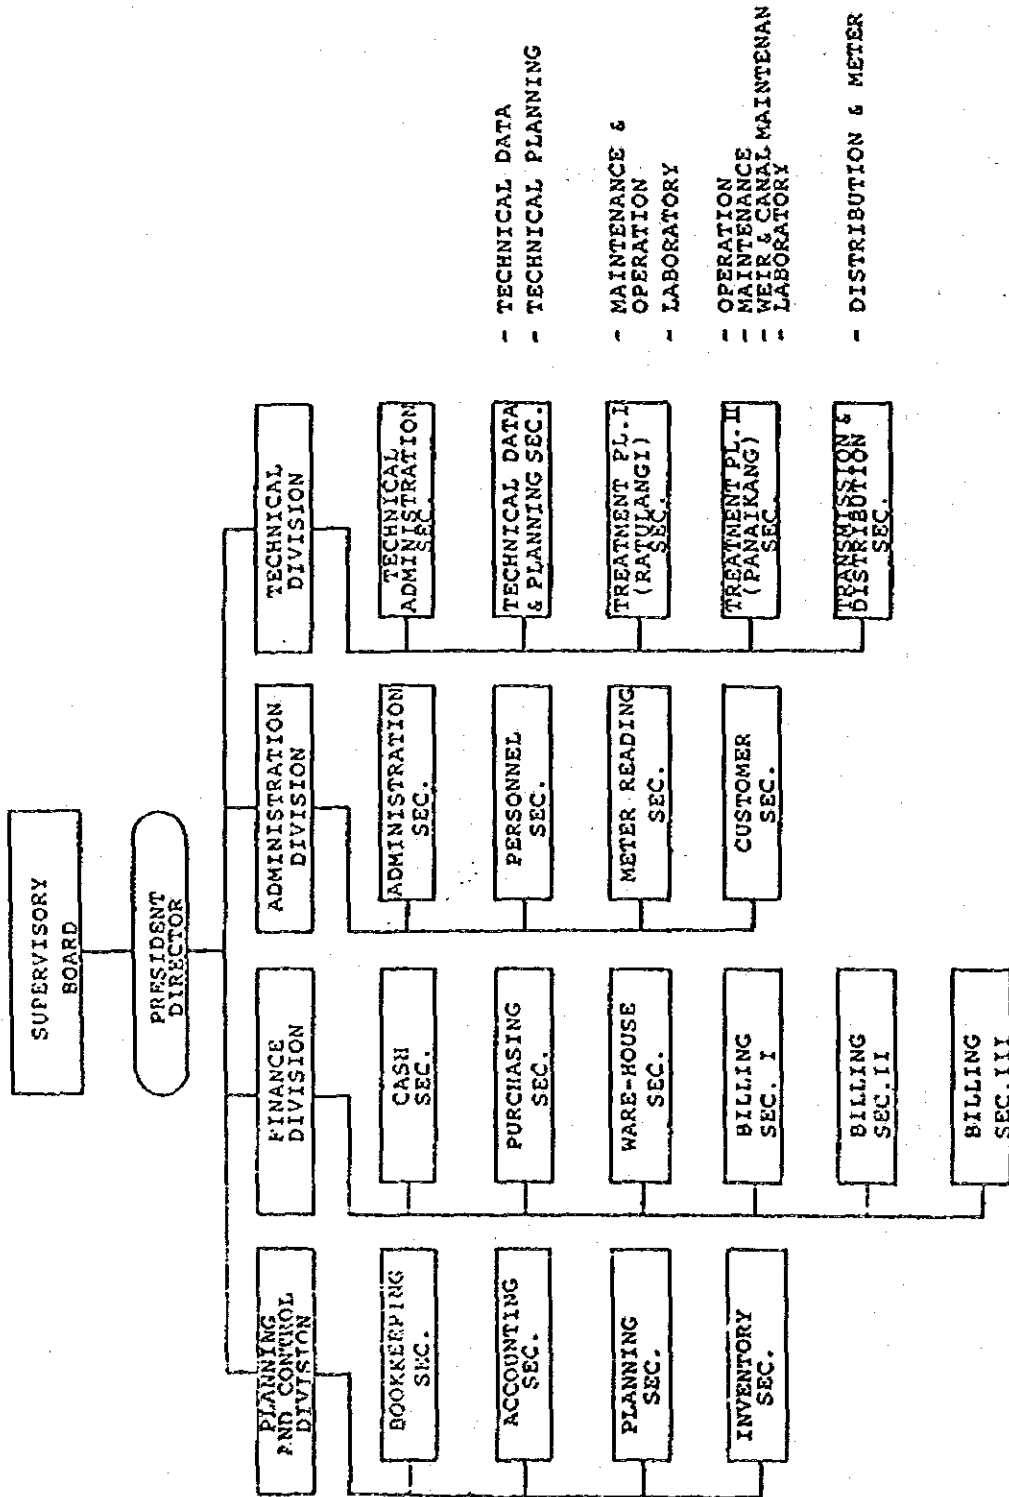 SUPERVISORY
BOARD
PRESIDENT
DIRECTOR
PLANNING
AND CONTROL
DIVISION
BOOKKEEPING
SEC.
ACCOUNTING
SEC.
PLANNING
SEC.
INVENTORY
SEC.
FINANCE
DIVISION
CASH
SEC.
PURCHASING
SEC.
WARE-HOUSE
SEC.
BILLING
SEC. I
BILLING
SEC.II
BILLING
SEC.III
ADMINISTRATION
DIVISION
ADMINISTRATION
SEC.
PERSONNEL
SEC.
METER READING
SEC.
CUSTOMER
SEC.
TECHNICAL
DIVISION
TECHNICAL
ADMINISTRATION
SEC.
TECHNICAL DATA
& PLANNING SEC.
- TECHNICAL DATA
- TECHNICAL PLANNING
TREATMENT PL.I
(RATULANGI)
SEC.
- MAINTENANCE &
OPERATION
- LABORATORY
TREATMENT PL.II
(PANAIKANG)
SEC.
- OPERATION
- MAINTENANCE
- WEIR & CANAL MAINTENAN
- LABORATORY
TRANSMISSION &
DISTRIBUTION
SEC.
- DISTRIBUTION & METER